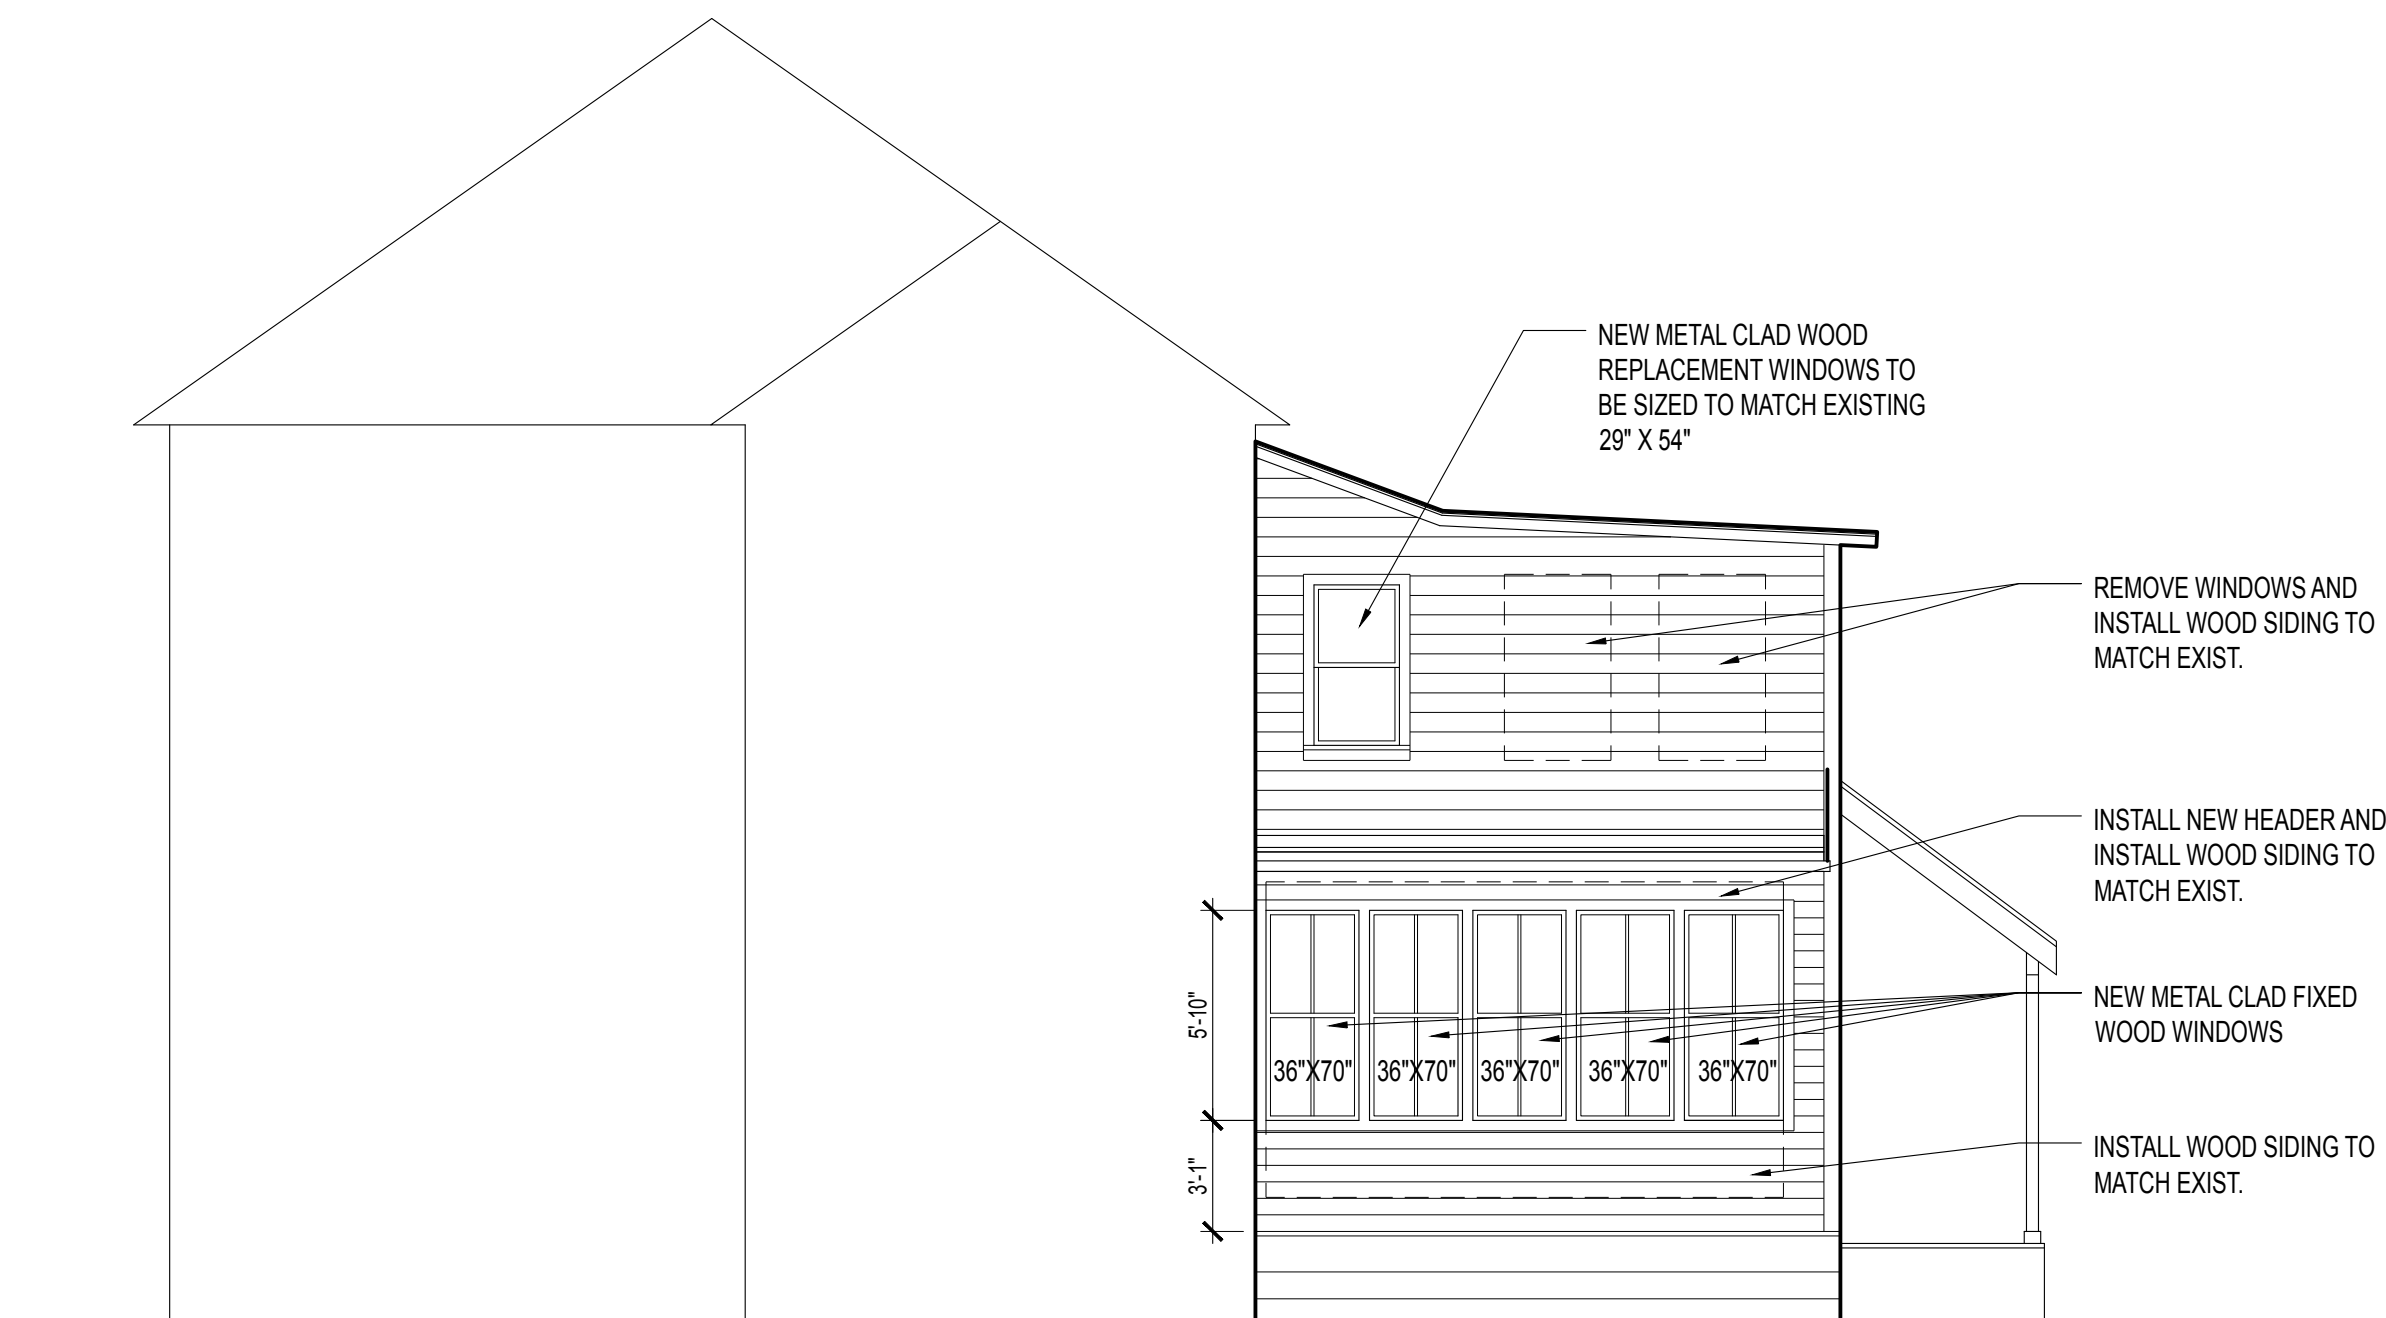 NEW METAL CLAD WOOD
REPLACEMENT WINDOWS TO
BE SIZED TO MATCH EXISTING
29" X 54"
REMOVE WINDOWS AND
INSTALL WOOD SIDING TO
MATCH EXIST.
INSTALL NEW HEADER AND
INSTALL WOOD SIDING TO
MATCH EXIST.
5'-10"
NEW METAL CLAD FIXED
WOOD WINDOWS
36"X70" 36"X70" 36"X70" 36"X70" 36"X70"
3'-1"
INSTALL WOOD SIDING TO
MATCH EXIST.